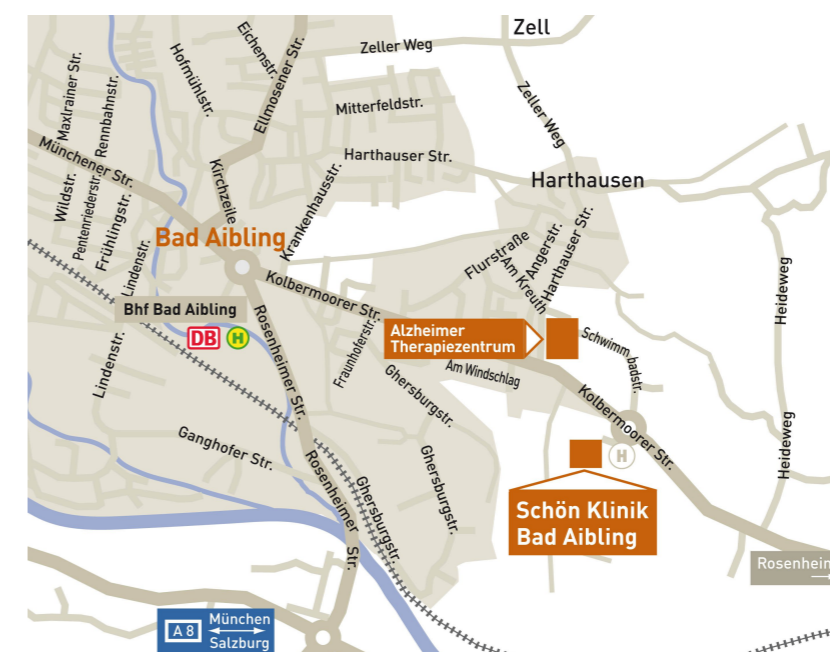 Zell
Eichenstr.
Zeller Weg
Hofmühlstr.
Ellmosener Str.
Maxlrainer Str.
Rennbahnstr.
Zeller Weg
Mitterfeldstr.
Münchener Str.
Harthauser Str.
Kirchzeile
Krankenhausstr.
Harthausen
Wildstr.
Pentenriederstr.
Frühlingstr.
Bad Aibling
Flurstraße
Am Kreuth
Angerstr.
Harthauser Str.
Lindenstr.
Kolbermoorer Str.
Heideweg
Bhf Bad Aibling
DB
H
Rosenheimer Str.
Fraunhoferstr.
Alzheimer
Therapiezentrum
Schwimmbadstr.
Lindenstr.
Am Windschlag
Ghersburgstr.
Kolbermoorer Str.
Heideweg
Ganghofer Str.
H
Rosenheimer Str.
Ghersburgstr.
Ghersburgstr.
Schön Klinik
Bad Aibling
Rosenheim
A 8
München
Salzburg